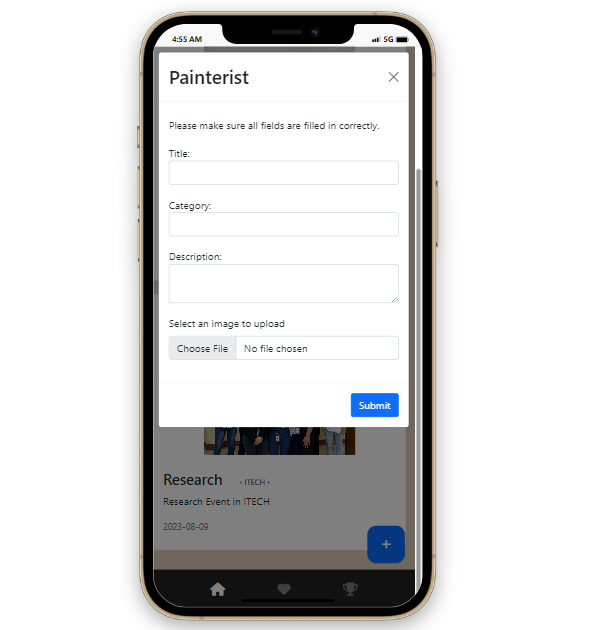 4:55 AM 5G
Painterist
Please make sure all fields are filled in correctly.
Title:
Category:
Description:
Select an image to upload
Choose File No file chosen
Submit
Research • ITECH •
Research Event in ITECH
2023-08-09
+